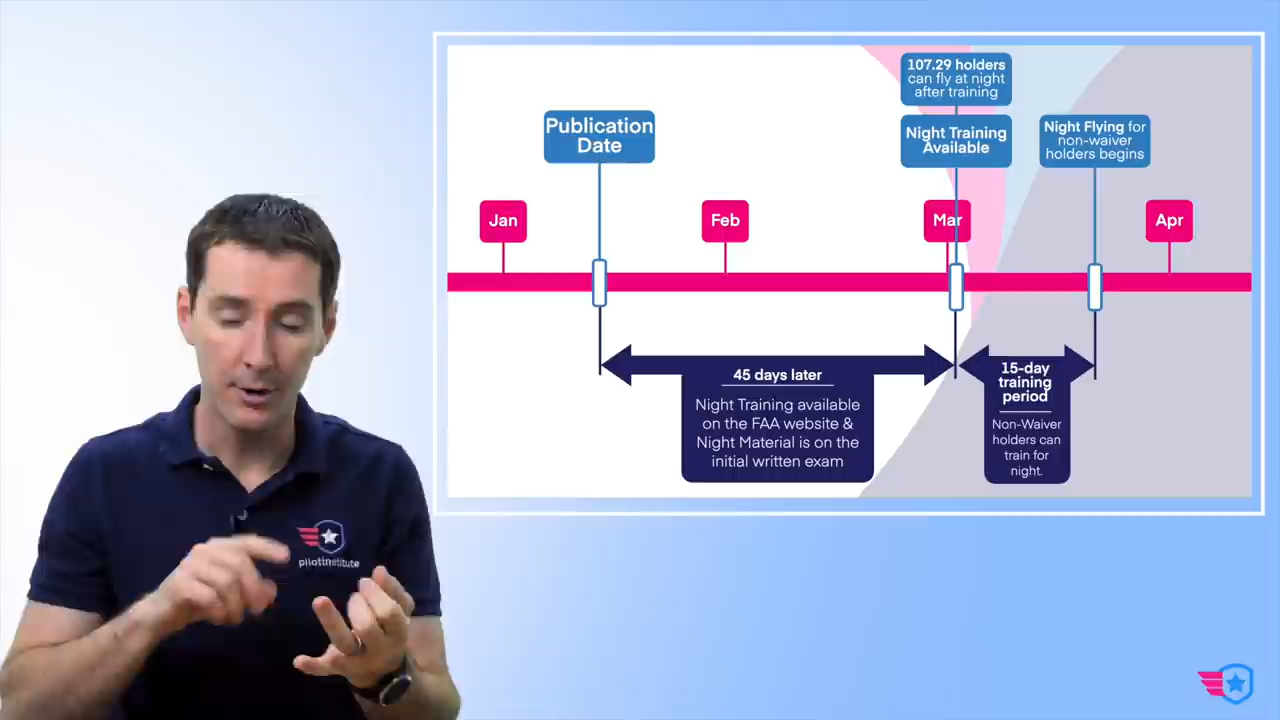 107.29 holders
can fly at night
after training
Publication
Date
Night Training
Available
Night Flying for
non-waiver
holders begins
Jan
Feb
Mar
Apr
45 days later
Night Training available
on the FAA website &
Night Material is on the
initial written exam
15-day
training
period
Non-Waiver
holders can
train for
night.
pilotinstitute